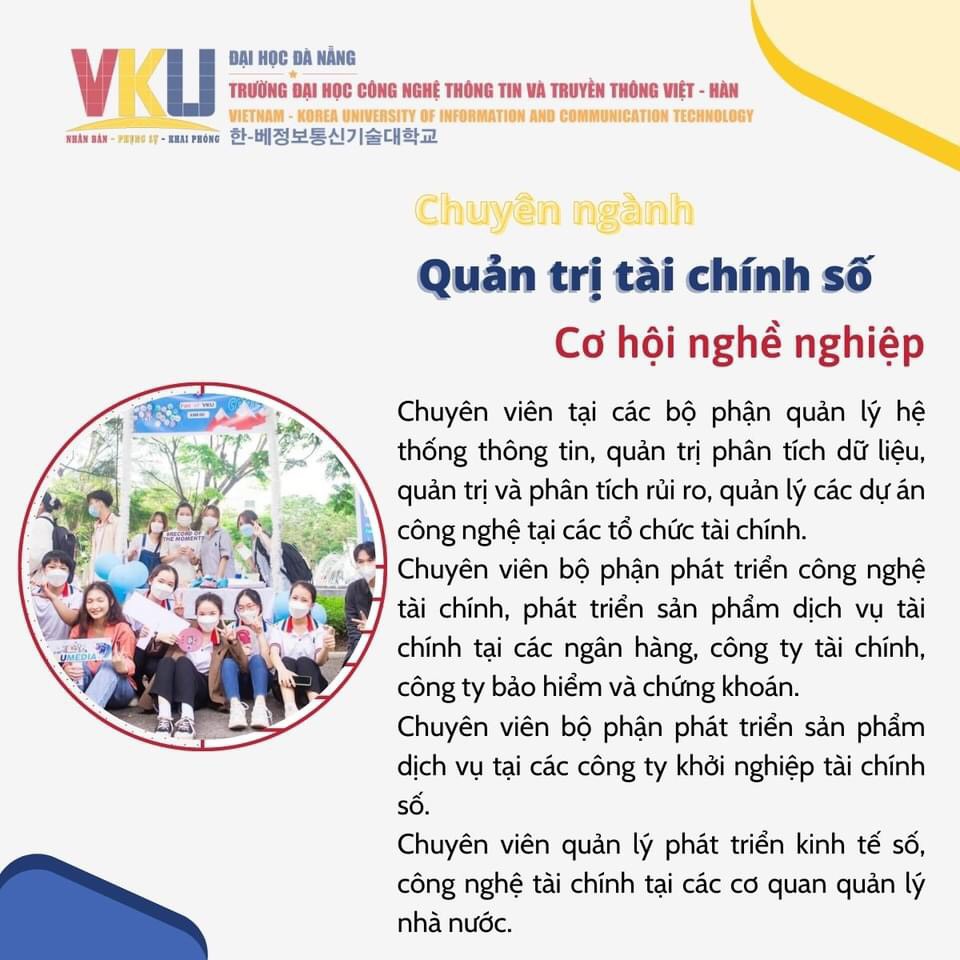 VKU
NHÂN BẢN - PHỤNG SỰ - KHAI PHÓNG
ĐẠI HỌC ĐÀ NẴNG
TRƯỜNG ĐẠI HỌC CÔNG NGHỆ THÔNG TIN VÀ TRUYỀN THÔNG VIỆT - HÀN
VIETNAM - KOREA UNIVERSITY OF INFORMATION AND COMMUNICATION TECHNOLOGY
한-베정보통신기술대학교
Chuyên ngành
Quản trị tài chính số
Cơ hội nghề nghiệp
Chuyên viên tại các bộ phận quản lý hệ
thống thông tin, quản trị phân tích dữ liệu,
quản trị và phân tích rủi ro, quản lý các dự án
công nghệ tại các tổ chức tài chính.
Chuyên viên bộ phận phát triển công nghệ
tài chính, phát triển sản phẩm dịch vụ tài
chính tại các ngân hàng, công ty tài chính,
công ty bảo hiểm và chứng khoán.
Chuyên viên bộ phận phát triển sản phẩm
dịch vụ tại các công ty khởi nghiệp tài chính
số.
Chuyên viên quản lý phát triển kinh tế số,
công nghệ tài chính tại các cơ quan quản lý
nhà nước.
#RECORD OF
THE MOMENT?
UMEDIA